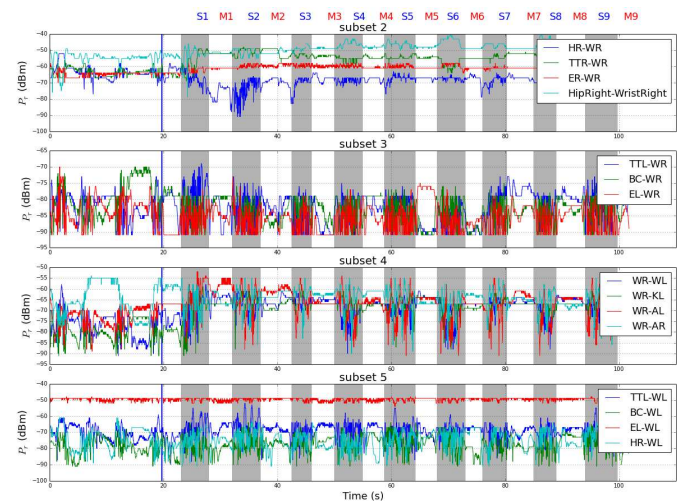 S1 M1 S2 M2 S3 M3 S4 M4 S5 M5 S6 M6 S7 M7 S8 M8 S9 M9
subset 2
−40
−50
−60
−70
−80
−90
−100
Pr (dBm)
HR-WR
TTR-WR
ER-WR
HipRight-WristRight
0 20 40 60 80 100
subset 3
−65
−70
−75
−80
−85
−90
−95
Pr (dBm)
TTL-WR
BC-WR
EL-WR
0 20 40 60 80 100
subset 4
−50
−55
−60
−65
−70
−75
−80
−85
−90
−95
Pr (dBm)
WR-WL
WR-KL
WR-AL
WR-AR
0 20 40 60 80 100
subset 5
−40
−50
−60
−70
−80
−90
−100
Pr (dBm)
TTL-WL
BC-WL
EL-WL
HR-WL
0 20 40 60 80 100
Time (s)